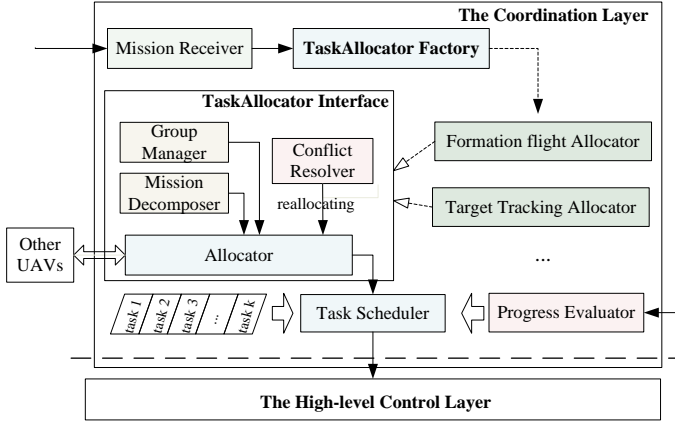 The Coordination Layer
Mission Receiver
TaskAllocator Factory
TaskAllocator Interface
Group
Manager
Conflict
Resolver
Formation flight Allocator
Mission
Decomposer
reallocating
Target Tracking Allocator
Other
UAVs
Allocator
...
task 1
task 2
task 3
...
task k
Task Scheduler
Progress Evaluator
The High-level Control Layer